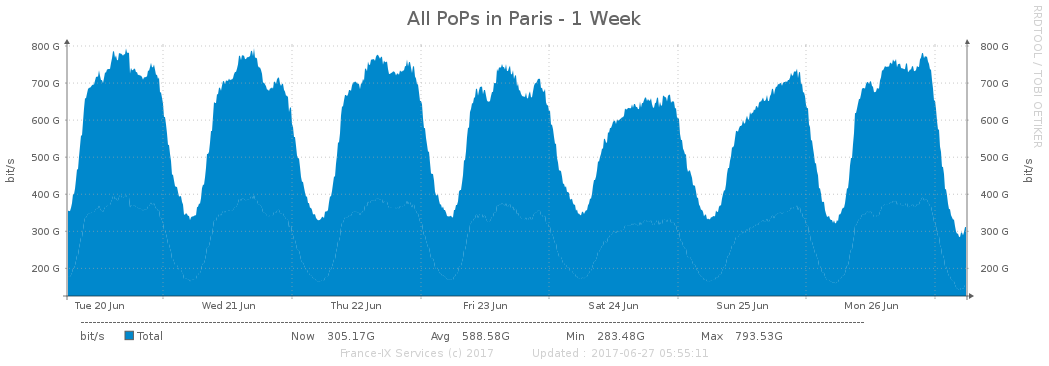 All PoPs in Paris - 1 Week
RRDTOOL / TOBI OETIKER
800 G 800 G
700 G 700 G
600 G 600 G
500 G 500 G
400 G 400 G
300 G 300 G
200 G 200 G
bit/s bit/s
Tue 20 Jun Wed 21 Jun Thu 22 Jun Fri 23 Jun Sat 24 Jun Sun 25 Jun Mon 26 Jun
bit/s Total Now 305.17G Avg 588.58G Min 283.48G Max 793.53G
France-IX Services (c) 2017 Updated : 2017-06-27 05:55:11